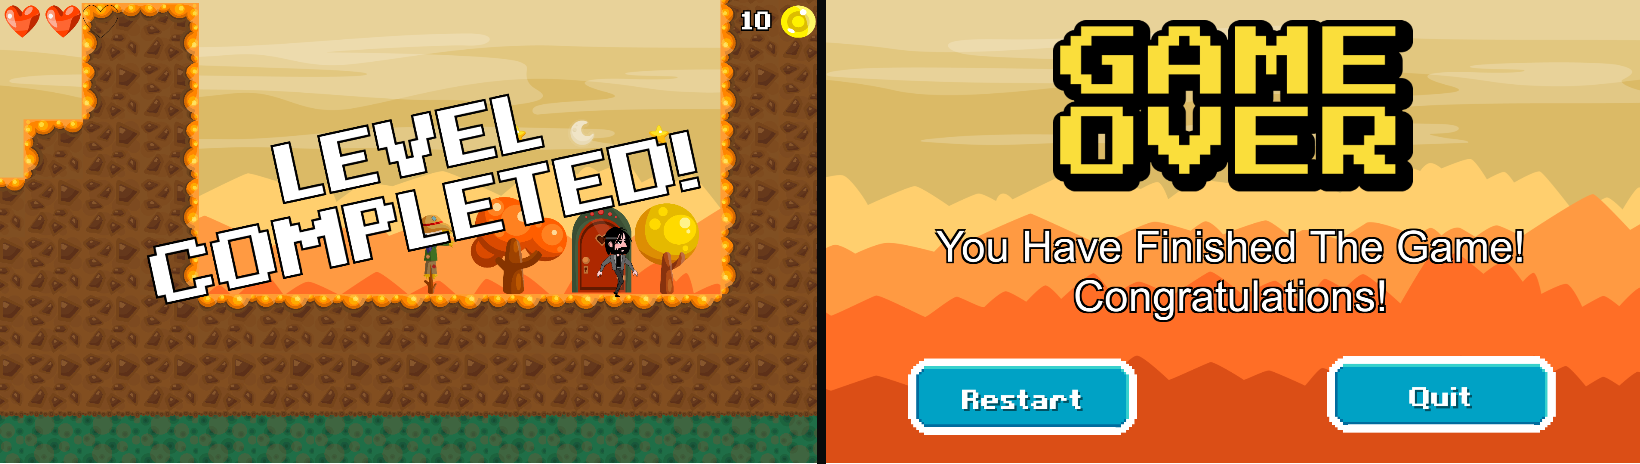 10
LEVEL
COMPLETED!
GAME
OVER
You Have Finished The Game!
Congratulations!
Restart
Quit